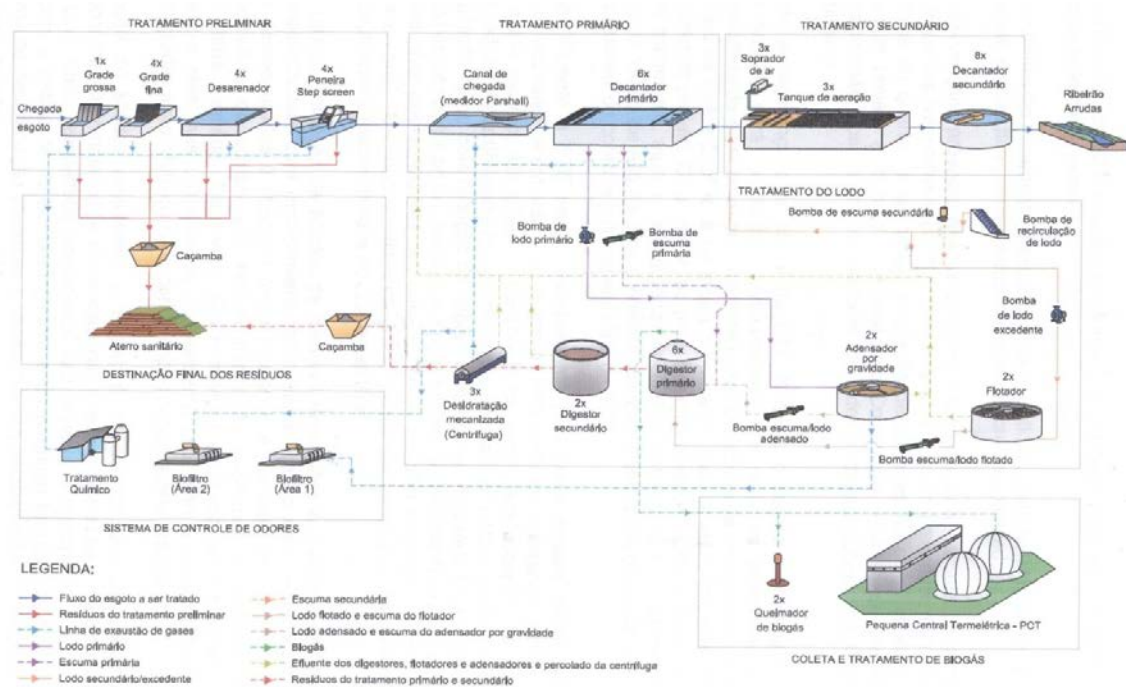 TRATAMENTO PRELIMINAR
TRATAMENTO PRIMÁRIO
TRATAMENTO SECUNDÁRIO
1x
Grade
grossa
4x
Grade
fina
4x
Desarenador
4x
Peneira
Step screen
Chegada
esgoto
Canal de
chegada
(medidor Parshall)
6x
Decantador
primário
3x
Soprador
de ar
3x
Tanque de aeração
8x
Decantador
secundário
Ribeirão
Arrudas
TRATAMENTO DO LODO
Bomba de escuma secundária
Bomba de
recirculação
de lodo
Bomba de
lodo primário
Bomba de
escuma
primária
Bomba
de lodo
excedente
Caçamba
Aterro sanitário
Caçamba
DESTINAÇÃO FINAL DOS RESÍDUOS
3x
Desidratação
mecanizada
(Centrífuga)
2x
Digestor
secundário
6x
Digestor
primário
2x
Adensador
por
gravidade
2x
Flotador
Bomba escuma/lodo
adensado
Bomba escuma/lodo flotado
Tratamento
Químico
Biofiltro
(Área 2)
Biofiltro
(Área 1)
SISTEMA DE CONTROLE DE ODORES
2x
Queimador
de biogás
Pequena Central Termelétrica - PCT
COLETA E TRATAMENTO DE BIOGÁS
LEGENDA:
Fluxo do esgoto a ser tratado
Resíduos do tratamento preliminar
Linha de exaustão de gases
Lodo primário
Escuma primária
Lodo secundário/excedente
Escuma secundária
Lodo flotado e escuma do flotador
Lodo adensado e escuma do adensador por gravidade
Biogás
Efluente dos digestores, flotadores e adensadores e percolado da centrífuga
Resíduos do tratamento primário e secundário